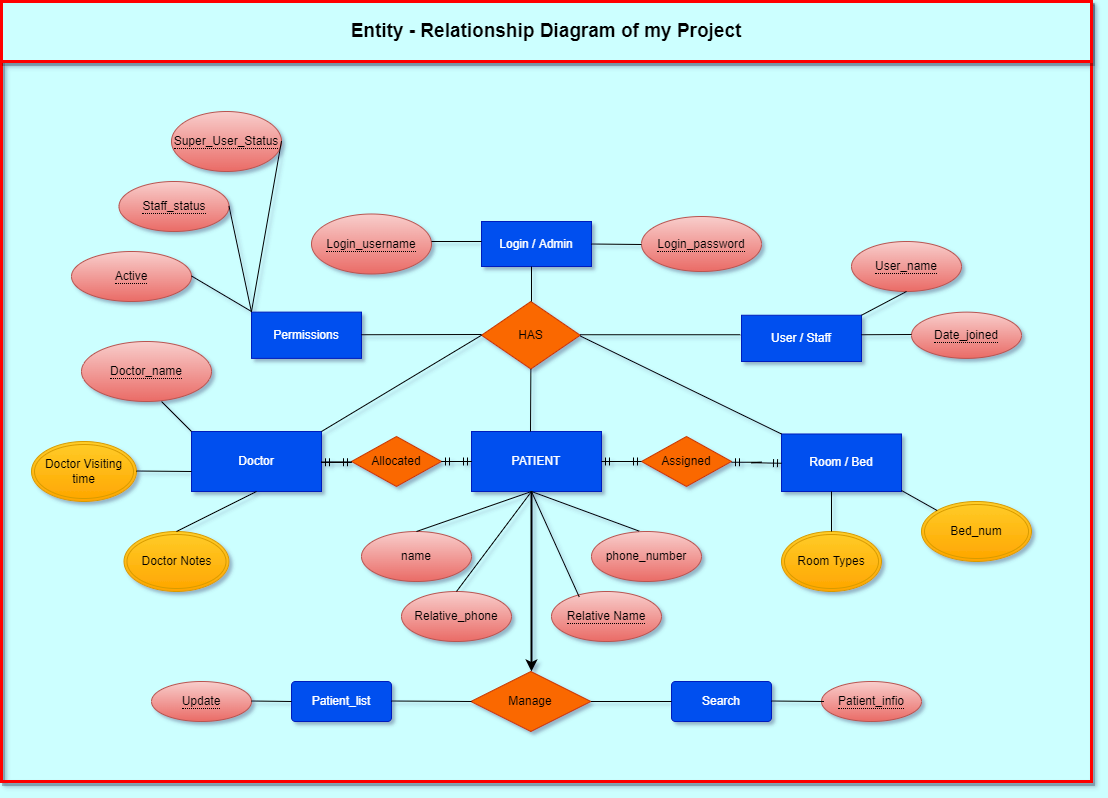 Entity - Relationship Diagram of my Project
Super_User_Status
Staff_status
Login_username
Login / Admin
Login_password
User_name
Active
Permissions
HAS
User / Staff
Date_joined
Doctor_name
Doctor Visiting
time
Doctor
Allocated
PATIENT
Assigned
Room / Bed
Doctor Notes
name
phone_number
Room Types
Bed_num
Relative_phone
Relative Name
Update
Patient_list
Manage
Search
Patient_infio